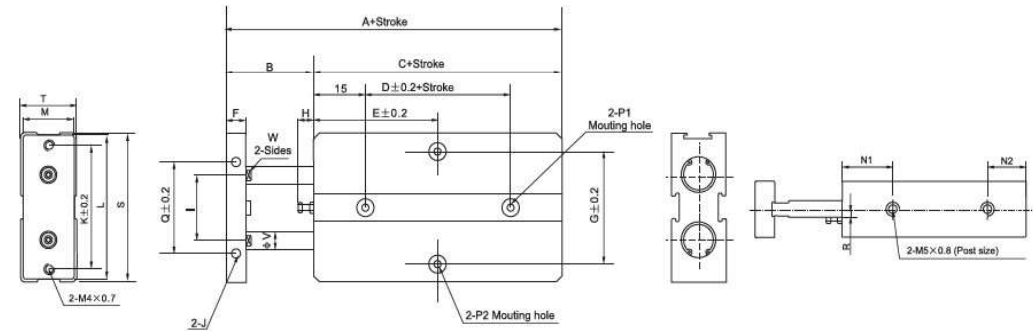 A+Stroke
B
C+Stroke
15
D±0.2+Stroke
F
H
E±0.2
T
M
W
2-Sides
2-P1
Mouting hole
K±0.2
L
S
Q±0.2
I
G±0.2
N1
N2
ΦV
R
2-M5×0.8 (Post size)
2-M4×0.7
2-J
2-P2 Mouting hole